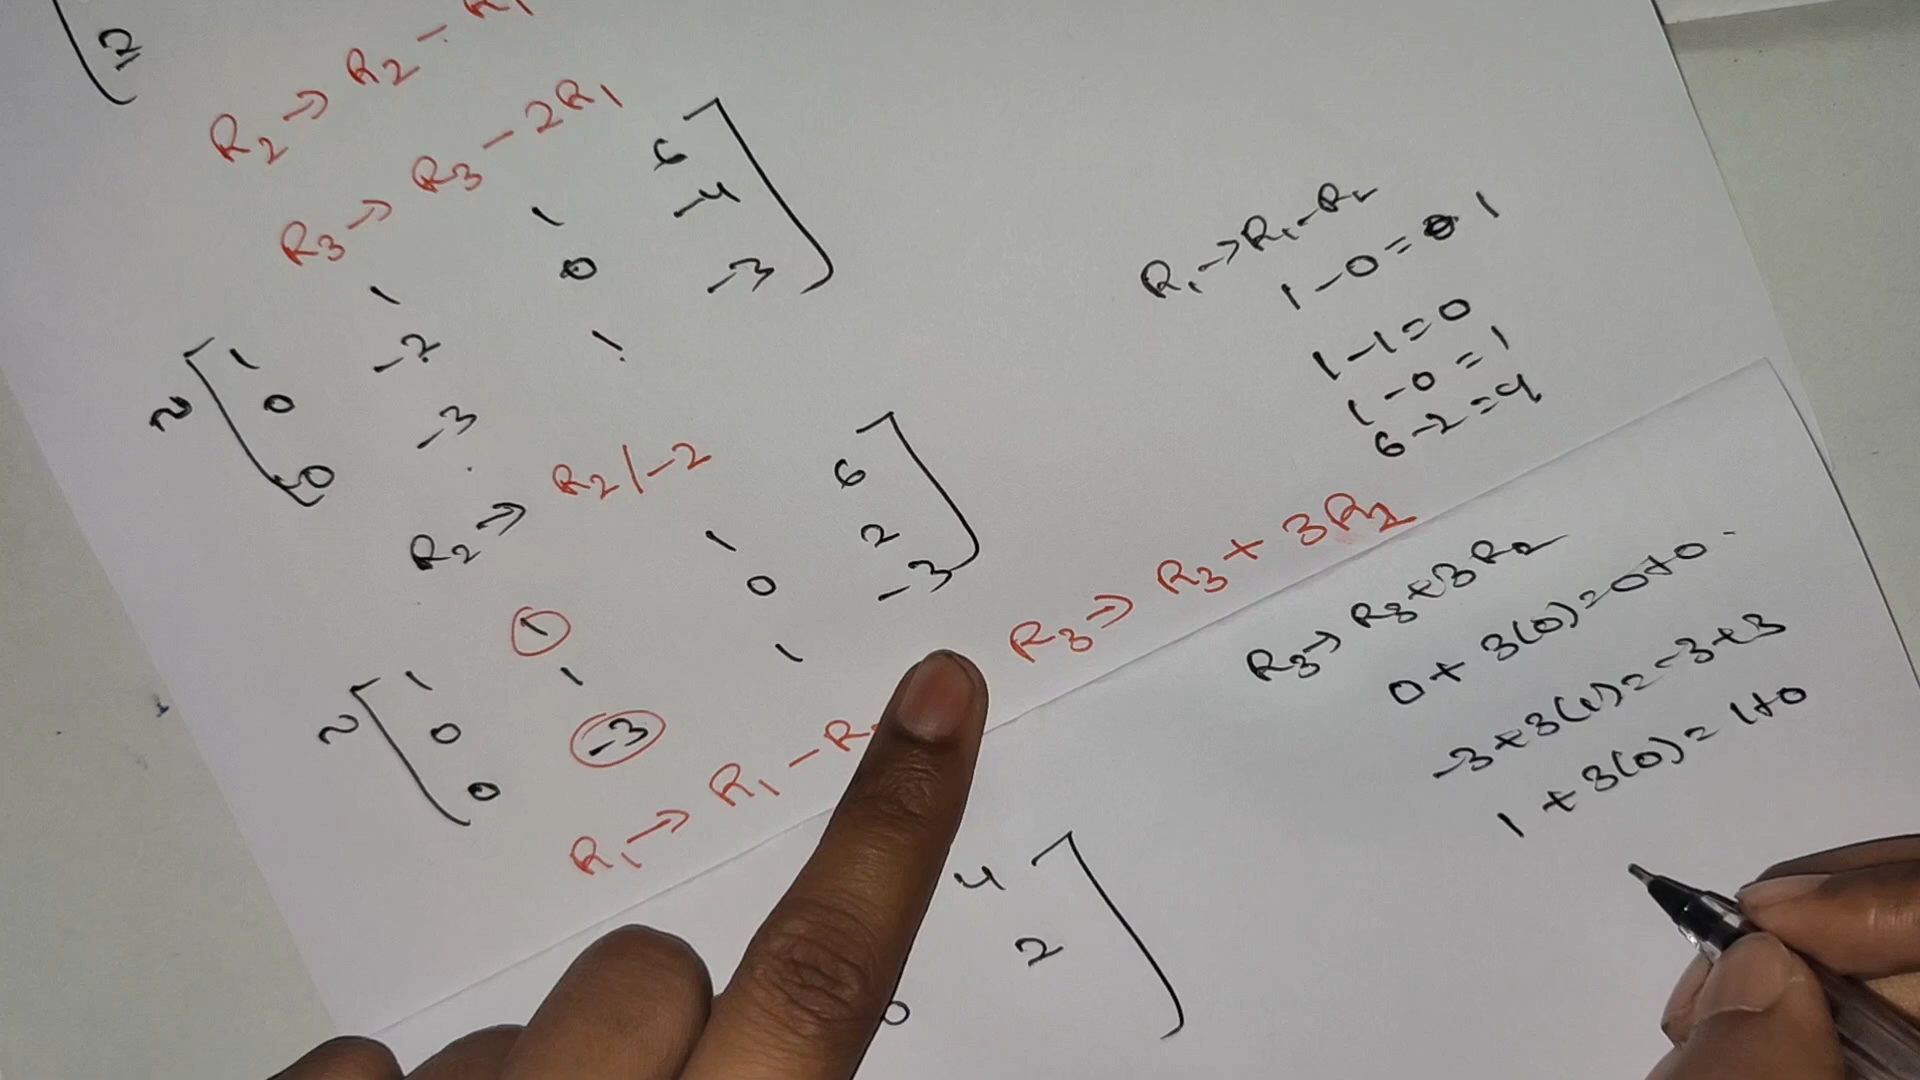 2
R2 → R2 - R1
R3 → R3 - 2R1
~ [ 1 1 1 6
0 -2 0 -4
0 -3 1 -3 ]
R2 → R2/-2
~ [ 1 1 1 6
0 1 0 2
0 -3 1 -3 ]
R1 → R1 - R
R3 → R3 + 3R2
4
2
0
R1 → R1 - R2
1 - 0 = 1
1 - 1 = 0
1 - 0 = 1
6 - 2 = 4
R3 → R3 + 3R2
0 + 3(0) = 0 + 0
-3 + 3(1) = -3 + 3
1 + 3(0) = 1 + 0